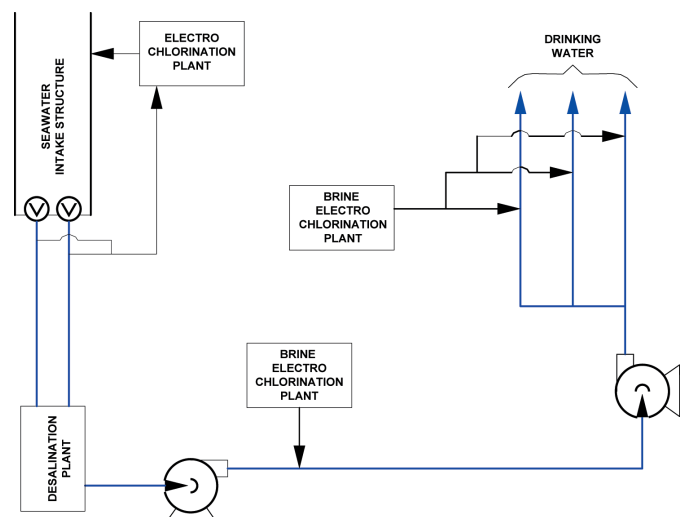 ELECTRO
CHLORINATION
PLANT
SEAWATER
INTAKE STRUCTURE
DRINKING
WATER
BRINE
ELECTRO
CHLORINATION
PLANT
BRINE
ELECTRO
CHLORINATION
PLANT
DESALINATION
PLANT